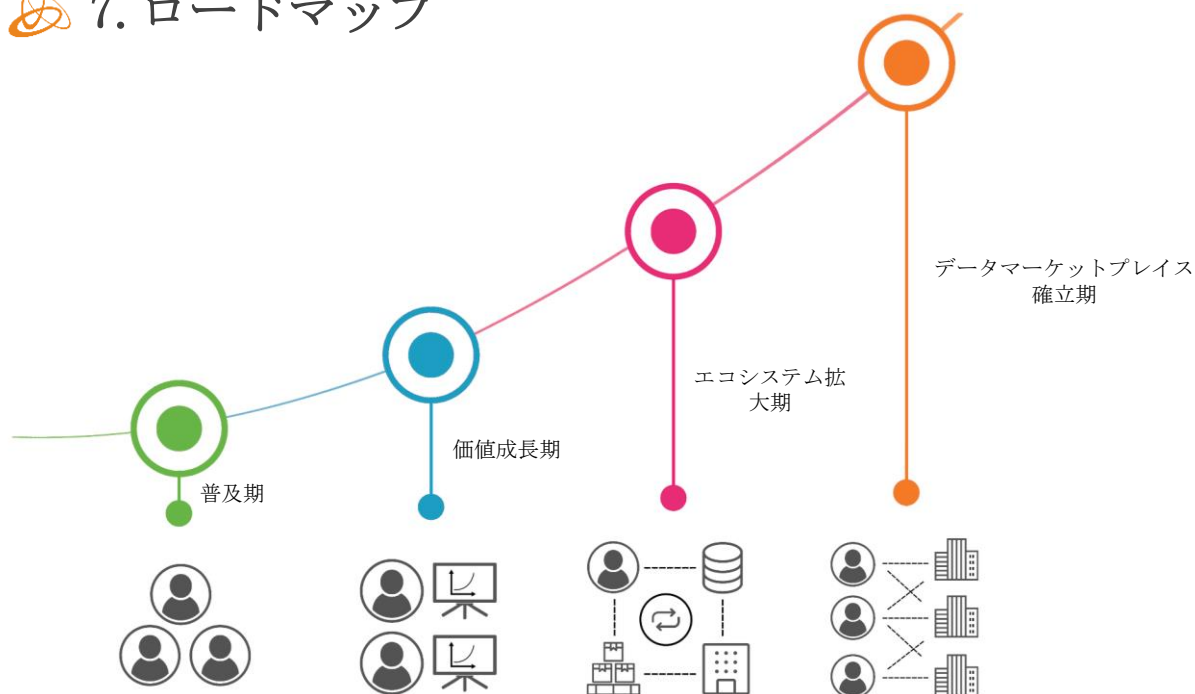 7. ロードマップ
データマーケットプレイス
確立期
エコシステム拡
大期
価値成長期
普及期